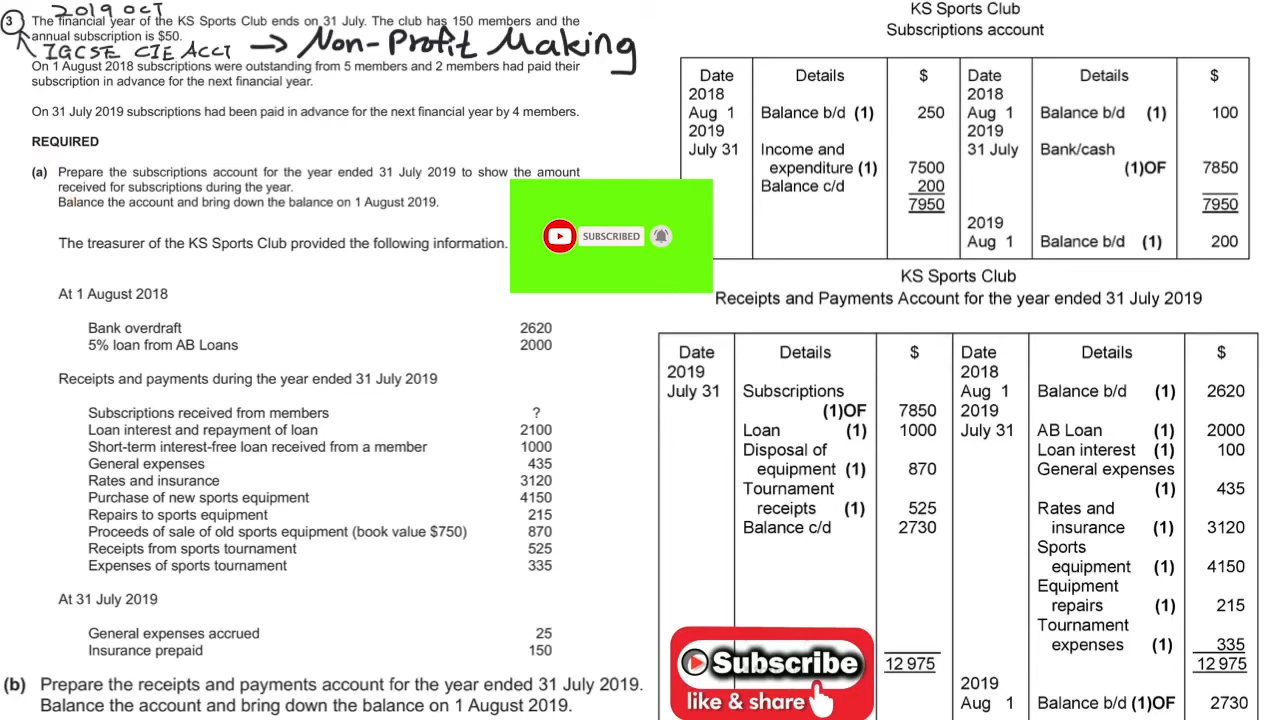 2019 OCT
3 The financial year of the KS Sports Club ends on 31 July. The club has 150 members and the
annual subscription is $50.
IGCSE CIE ACCT → Non-Profit Making
On 1 August 2018 subscriptions were outstanding from 5 members and 2 members had paid their
subscription in advance for the next financial year.
On 31 July 2019 subscriptions had been paid in advance for the next financial year by 4 members.
REQUIRED
(a) Prepare the subscriptions account for the year ended 31 July 2019 to show the amount
received for subscriptions during the year.
Balance the account and bring down the balance on 1 August 2019.
The treasurer of the KS Sports Club provided the following information.
At 1 August 2018
Bank overdraft 2620
5% loan from AB Loans 2000
Receipts and payments during the year ended 31 July 2019
Subscriptions received from members ?
Loan interest and repayment of loan 2100
Short-term interest-free loan received from a member 1000
General expenses 435
Rates and insurance 3120
Purchase of new sports equipment 4150
Repairs to sports equipment 215
Proceeds of sale of old sports equipment (book value $750) 870
Receipts from sports tournament 525
Expenses of sports tournament 335
At 31 July 2019
General expenses accrued 25
Insurance prepaid 150
(b) Prepare the receipts and payments account for the year ended 31 July 2019.
Balance the account and bring down the balance on 1 August 2019.
SUBSCRIBED
KS Sports Club
Subscriptions account
Date Details $ Date Details $
2018 2018
Aug 1 Balance b/d (1) 250 Aug 1 Balance b/d (1) 100
2019 2019
July 31 Income and 31 July Bank/cash
expenditure (1) 7500 (1)OF 7850
Balance c/d 200
7950 7950
2019
Aug 1 Balance b/d (1) 200
KS Sports Club
Receipts and Payments Account for the year ended 31 July 2019
Date Details $ Date Details $
2019 2018
July 31 Subscriptions Aug 1 Balance b/d (1) 2620
(1)OF 7850 2019
Loan (1) 1000 July 31 AB Loan (1) 2000
Disposal of Loan interest (1) 100
equipment (1) 870 General expenses
Tournament (1) 435
receipts (1) 525 Rates and
Balance c/d 2730 insurance (1) 3120
Sports
equipment (1) 4150
Equipment
repairs (1) 215
Tournament
expenses (1) 335
12 975 12 975
2019
Aug 1 Balance b/d (1)OF 2730
Subscribe
like & share